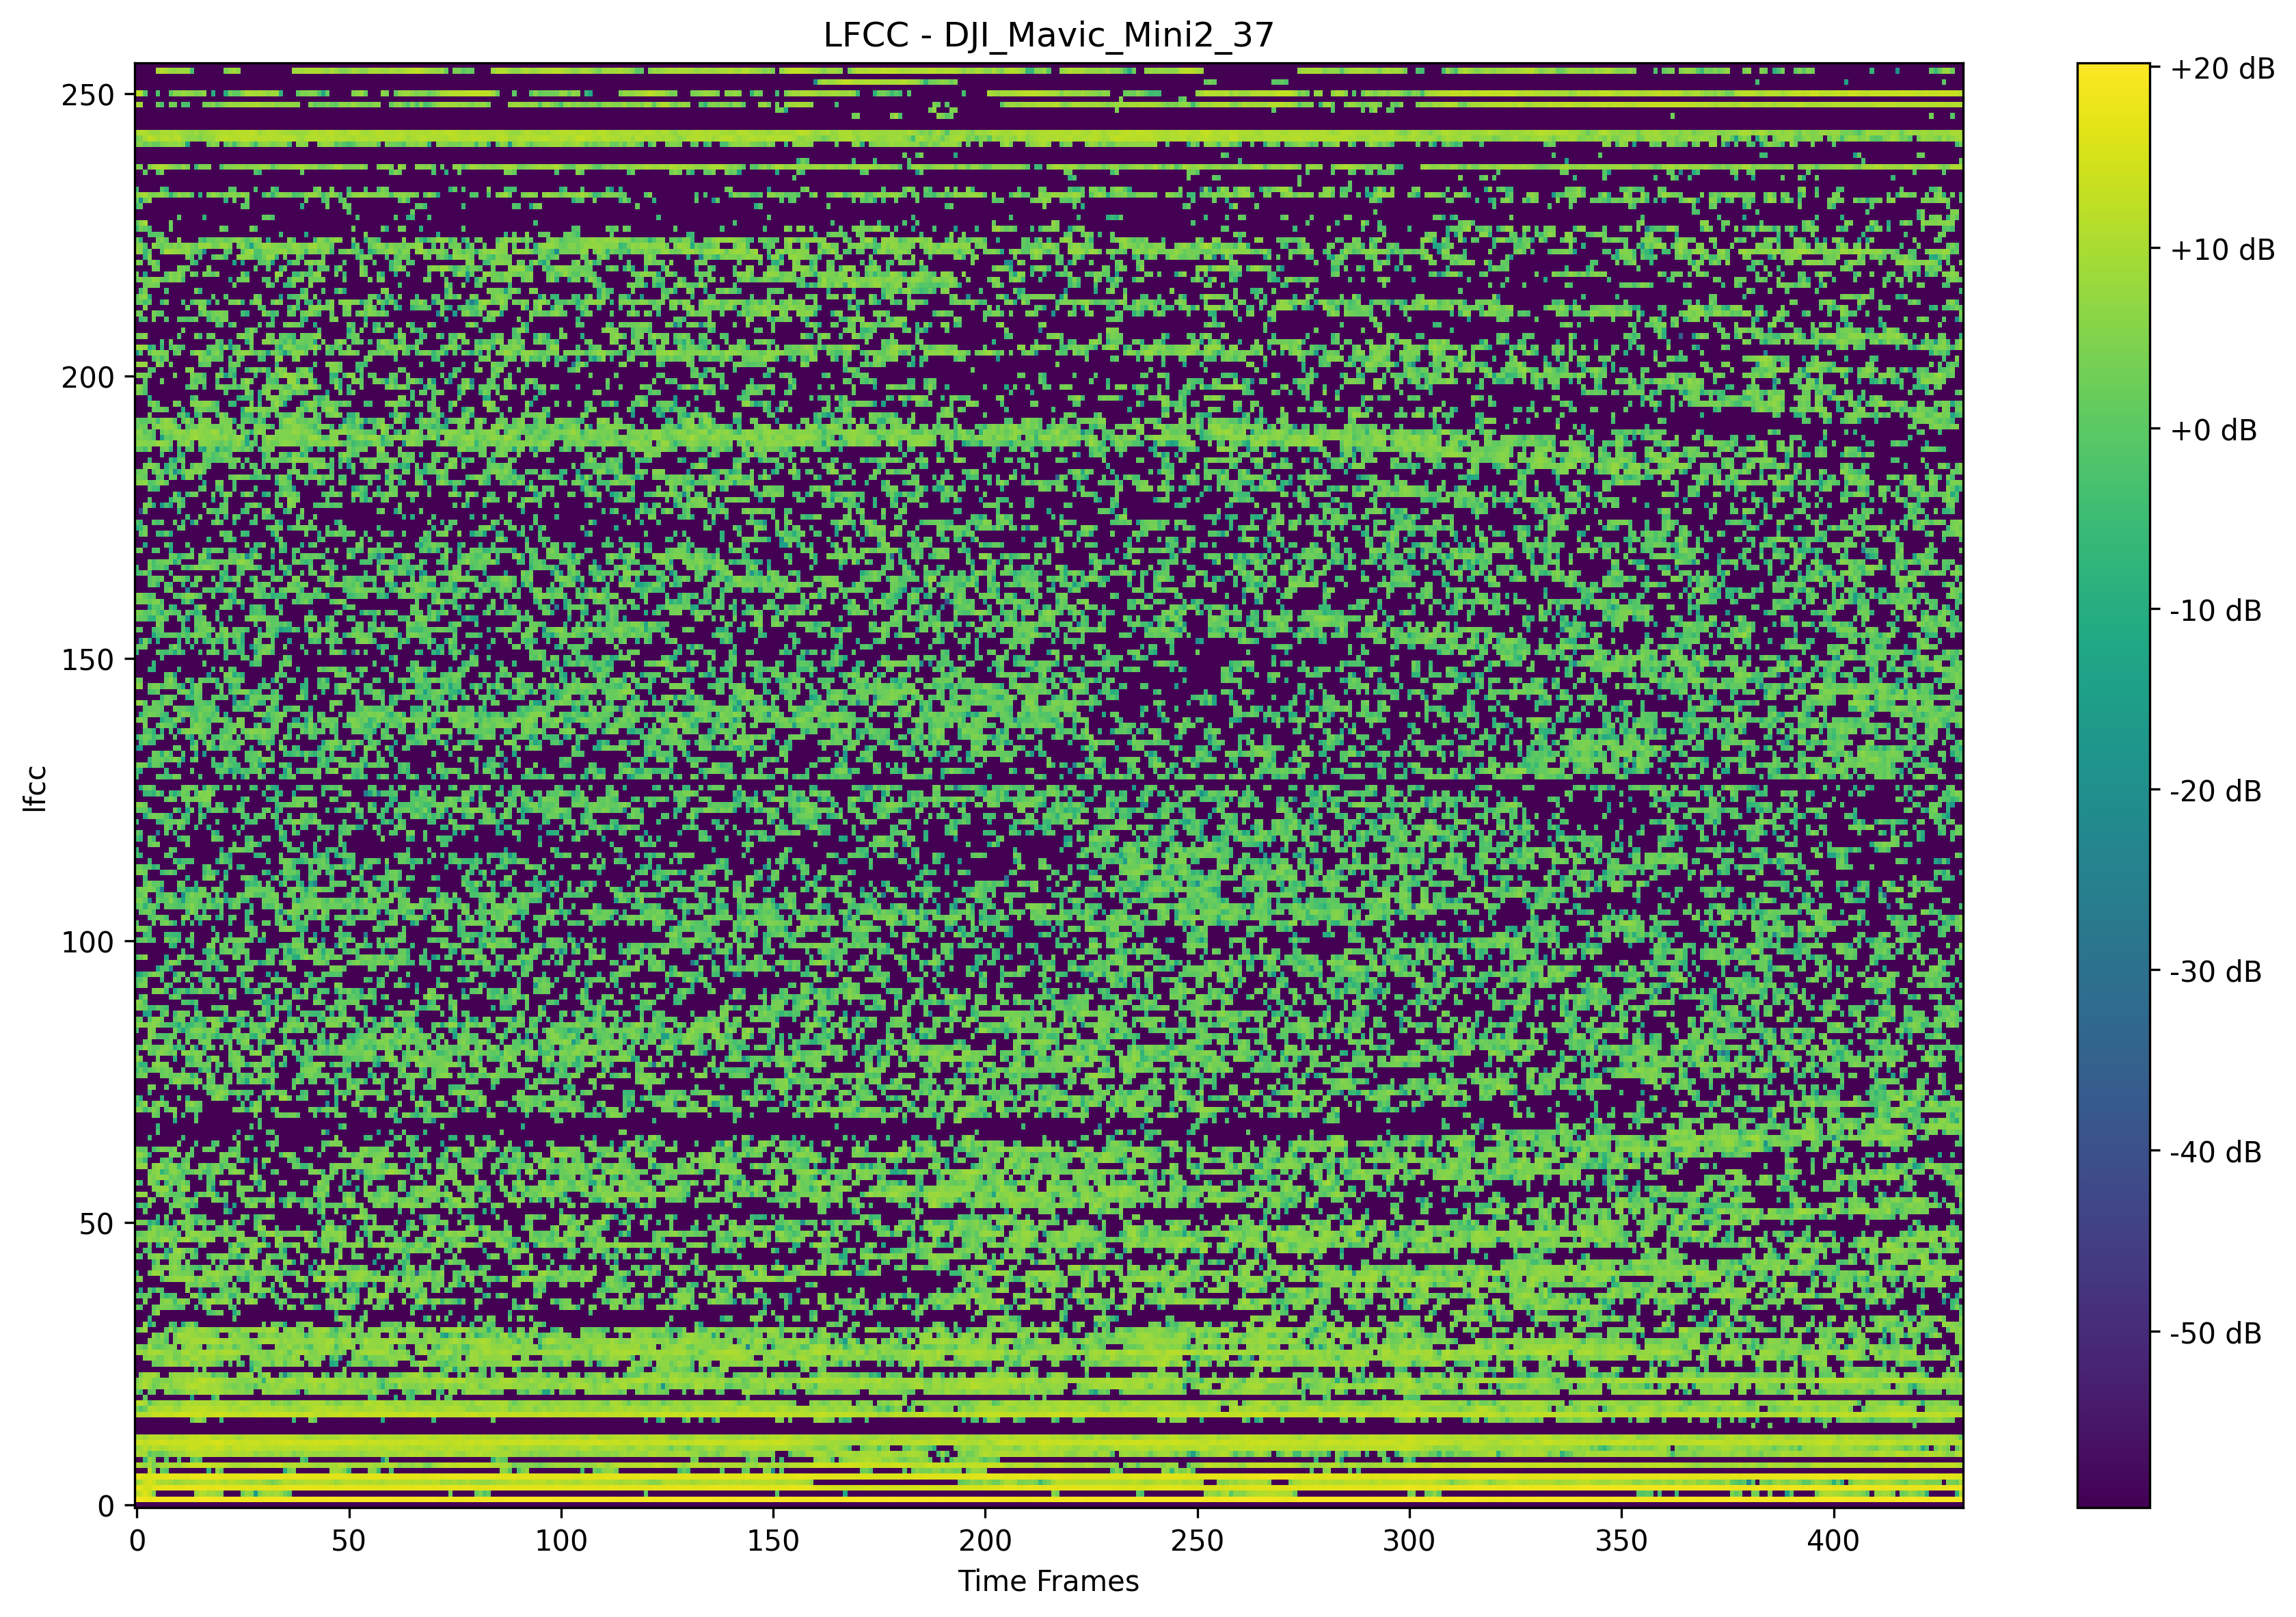 LFCC - DJI_Mavic_Mini2_37
250
200
150
100
50
0
lfcc
0
50
100
150
200
250
300
350
400
Time Frames
+20 dB
+10 dB
+0 dB
-10 dB
-20 dB
-30 dB
-40 dB
-50 dB